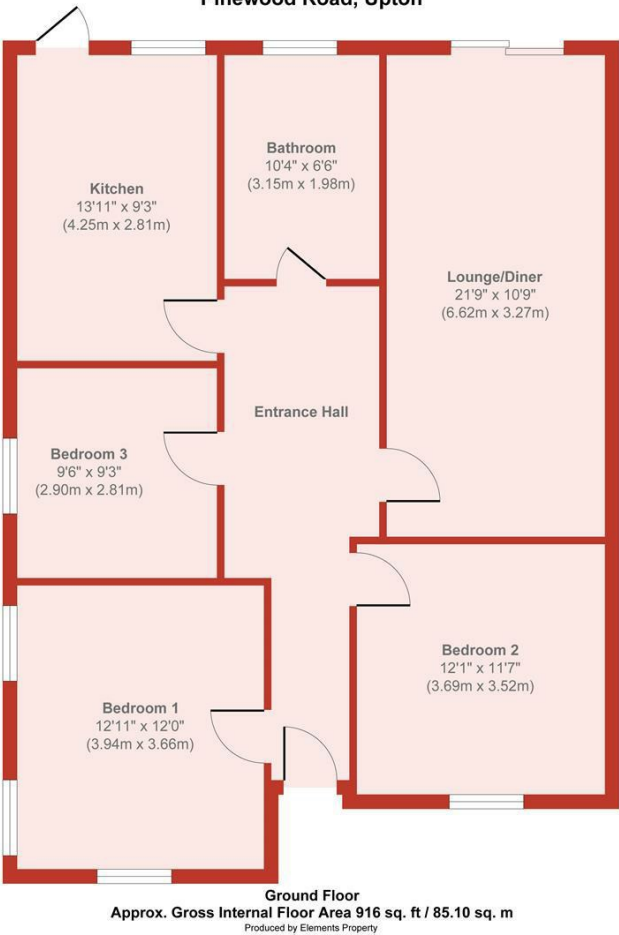 Pinewood Road, Upton
Bathroom
10'4" x 6'6"
(3.15m x 1.98m)
Kitchen
13'11" x 9'3"
(4.25m x 2.81m)
Lounge/Diner
21'9" x 10'9"
(6.62m x 3.27m)
Entrance Hall
Bedroom 3
9'6" x 9'3"
(2.90m x 2.81m)
Bedroom 2
12'1" x 11'7"
(3.69m x 3.52m)
Bedroom 1
12'11" x 12'0"
(3.94m x 3.66m)
Ground Floor
Approx. Gross Internal Floor Area 916 sq. ft / 85.10 sq. m
Produced by Elements Property